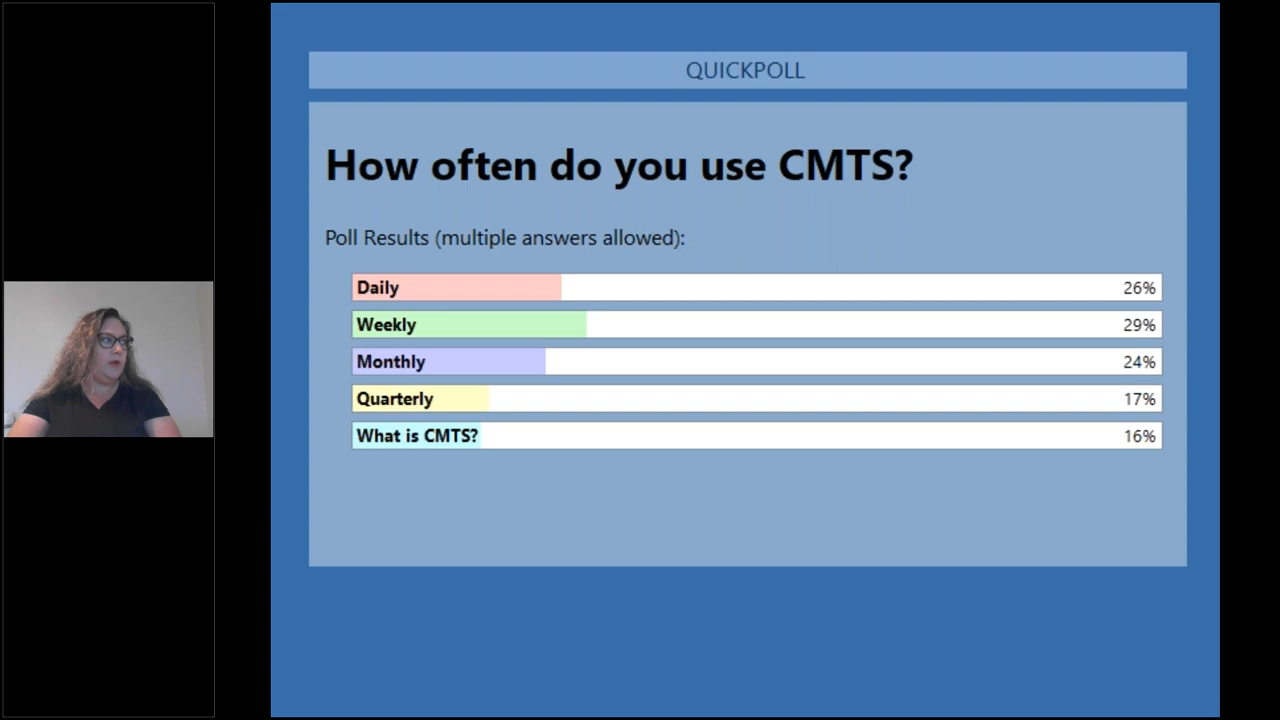 QUICKPOLL
How often do you use CMTS?
Poll Results (multiple answers allowed):
Daily 26%
Weekly 29%
Monthly 24%
Quarterly 17%
What is CMTS? 16%